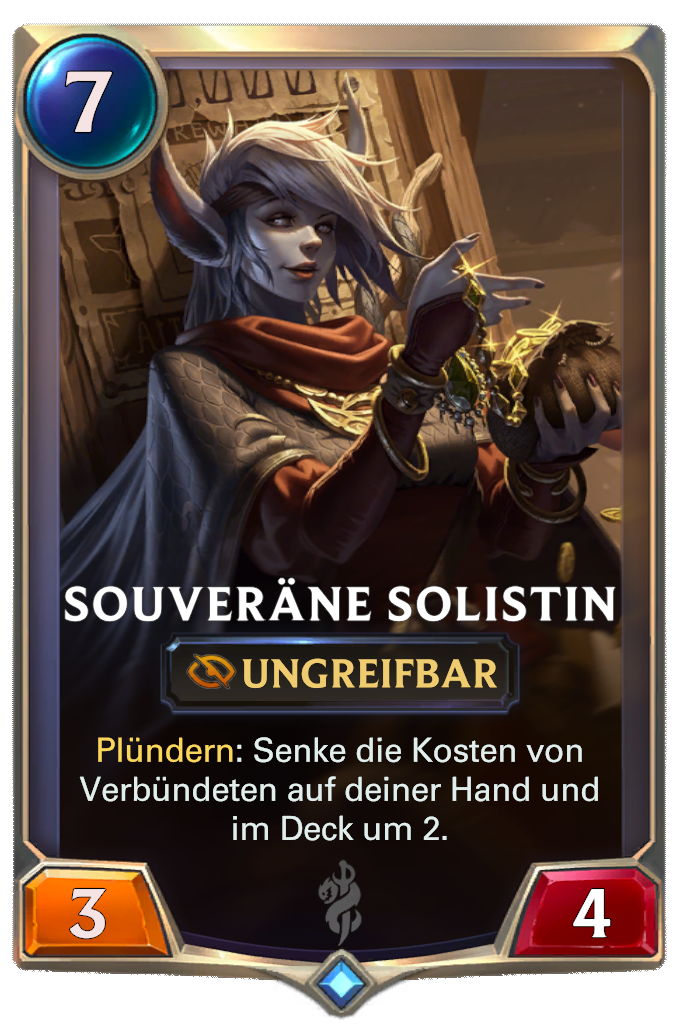 7
SOUVERÄNE SOLISTIN
UNGREIFBAR
Plündern: Senke die Kosten von
Verbündeten auf deiner Hand und
im Deck um 2.
3
4